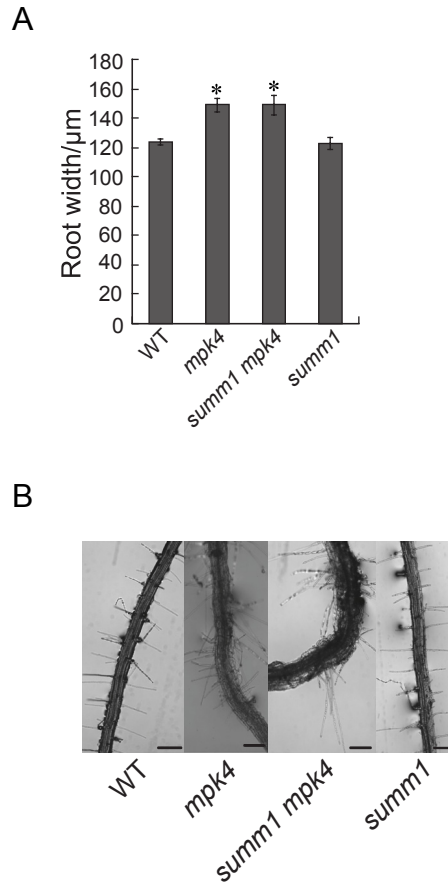 A
Root width/µm
180
160
140
120
100
80
60
40
20
0
*
*
WT
mpk4
summ1 mpk4
summ1
B
WT
mpk4
summ1 mpk4
summ1